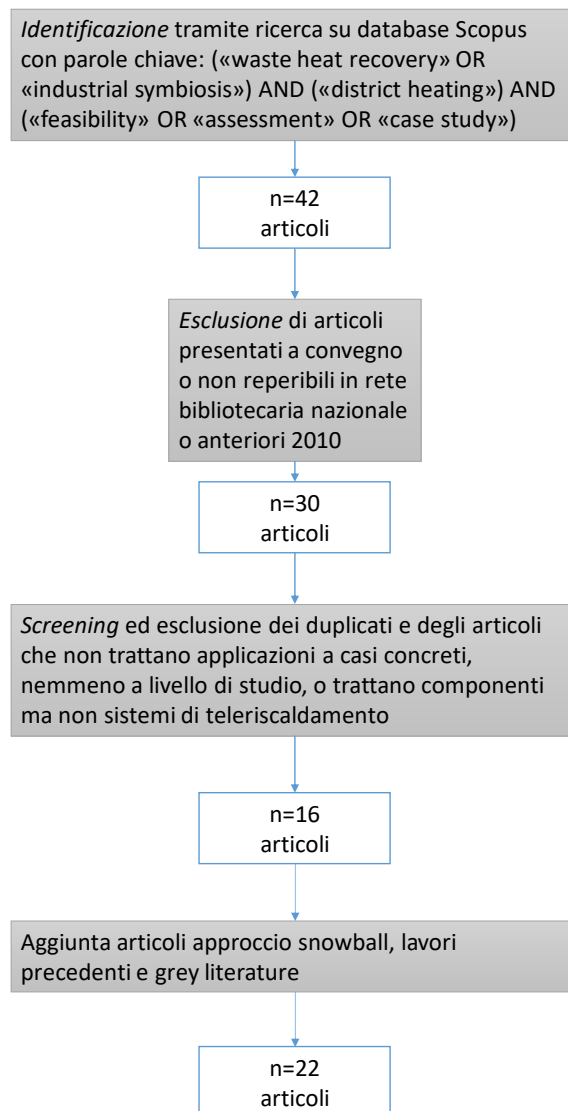 Identificazione tramite ricerca su database Scopus
con parole chiave: («waste heat recovery» OR
«industrial symbiosis») AND («district heating») AND
(«feasibility» OR «assessment» OR «case study»)
n=42
articoli
Esclusione di articoli
presentati a convegno
o non reperibili in rete
bibliotecaria nazionale
o anteriori 2010
n=30
articoli
Screening ed esclusione dei duplicati e degli articoli
che non trattano applicazioni a casi concreti,
nemmeno a livello di studio, o trattano componenti
ma non sistemi di teleriscaldamento
n=16
articoli
Aggiunta articoli approccio snowball, lavori
precedenti e grey literature
n=22
articoli